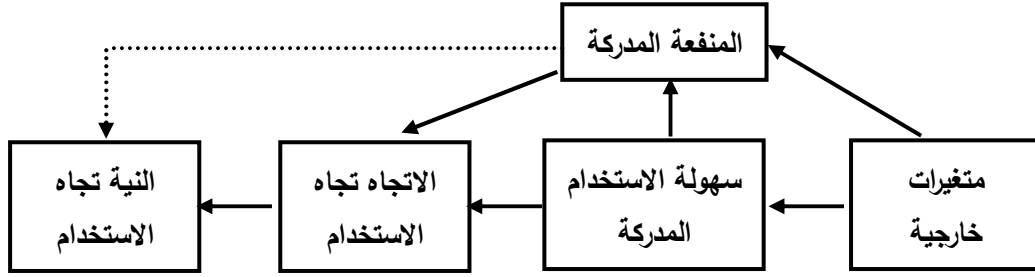 المنفعة المدركة
متغيرات
خارجية
سهولة الاستخدام
المدركة
الاتجاه تجاه
الاستخدام
النية تجاه
الاستخدام